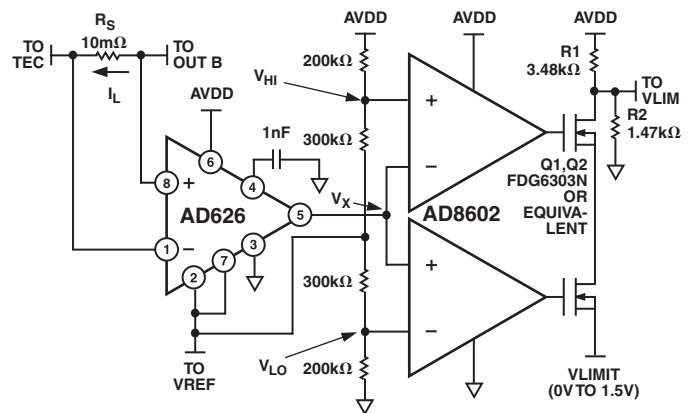 RS
10mΩ
TO
TEC
TO
OUT B
IL
AVDD
1nF
8
+
6
4
AD626
5
1
−
2
7
3
TO
VREF
AVDD
200kΩ
VHI
300kΩ
VX
300kΩ
VLO
200kΩ
AVDD
+
−
AD8602
+
−
AVDD
R1
3.48kΩ
TO
VLIM
R2
1.47kΩ
Q1,Q2
FDG6303N
OR
EQUIVA-
LENT
VLIMIT
(0V TO 1.5V)